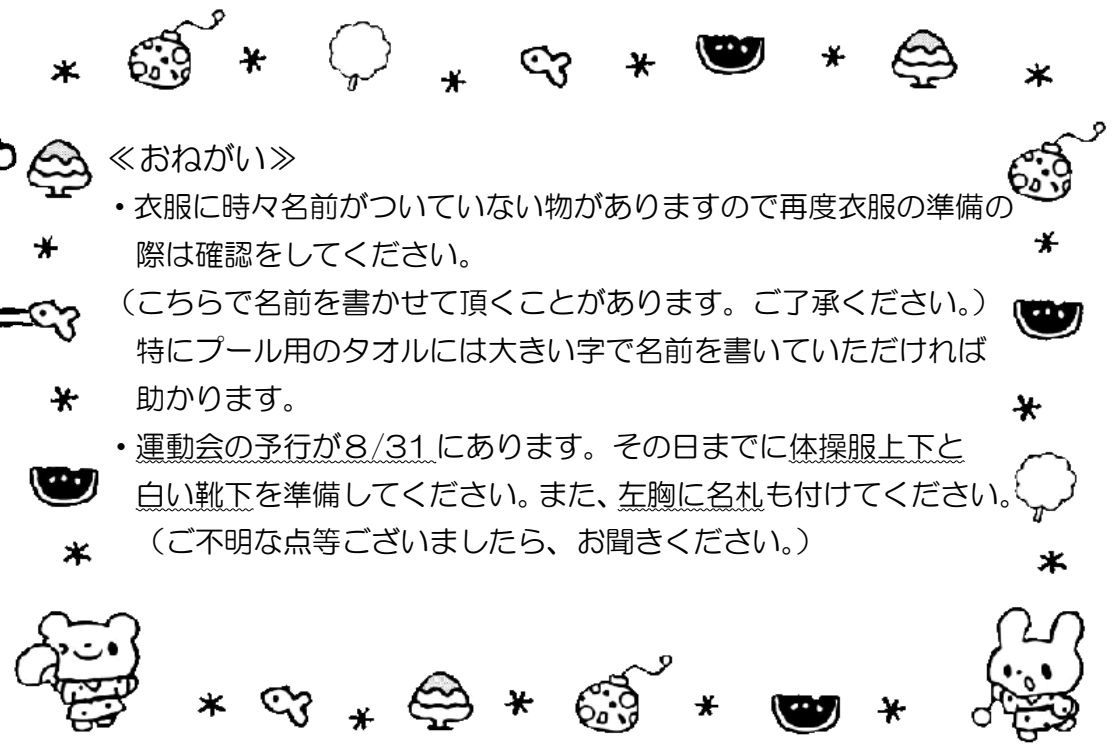 ≪おねがい≫
・衣服に時々名前がついていない物がありますので再度衣服の準備の
際は確認をしてください。
（こちらで名前を書かせて頂くことがあります。ご了承ください。）
特にプール用のタオルには大きい字で名前を書いていただければ
助かります。
・運動会の予行が８/31にあります。その日までに体操服上下と
白い靴下を準備してください。また、左胸に名札も付けてください。
（ご不明な点等ございましたら、お聞きください。）